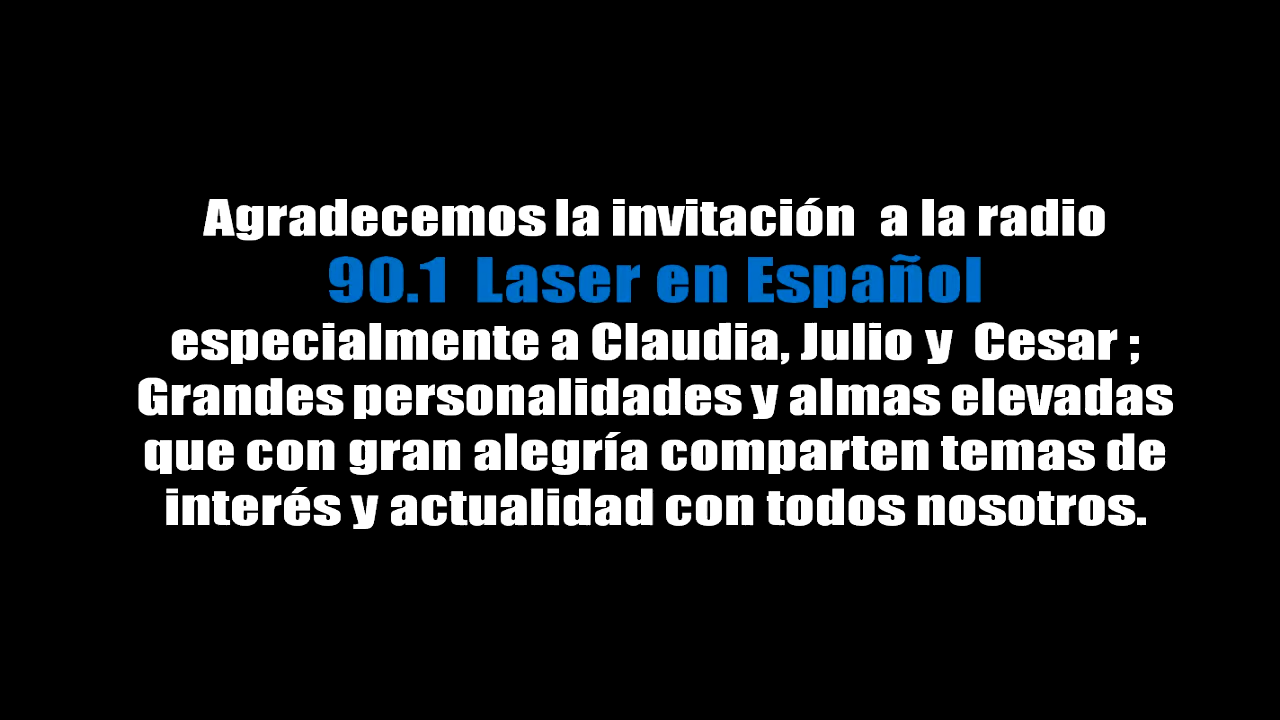 Agradecemos la invitación a la radio
90.1 Laser en Español
especialmente a Claudia, Julio y Cesar ;
Grandes personalidades y almas elevadas
que con gran alegría comparten temas de
interés y actualidad con todos nosotros.